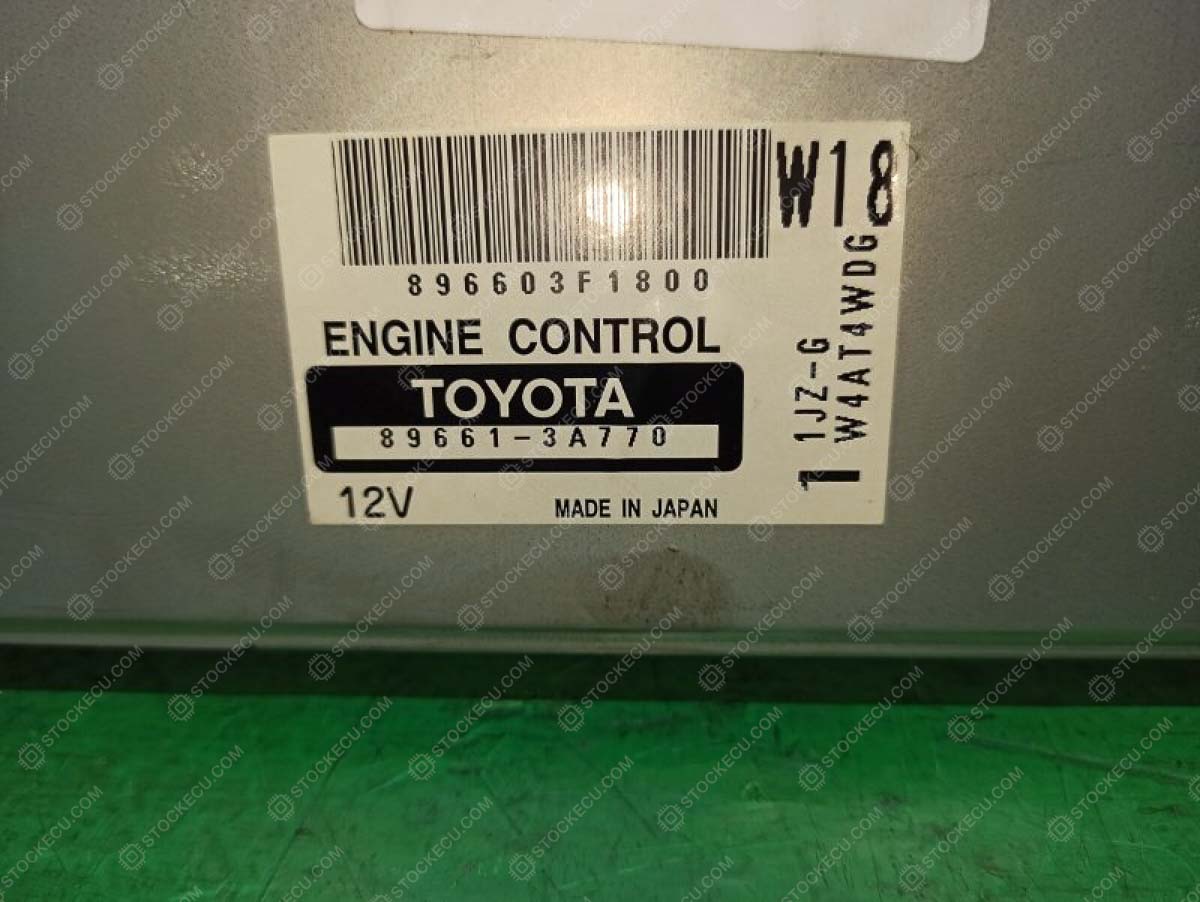 W18
896603F1800
ENGINE CONTROL
TOYOTA
89661-3A770
12V
MADE IN JAPAN
1 1JZ-G
W4AT4WDG
STOCKECU.COM